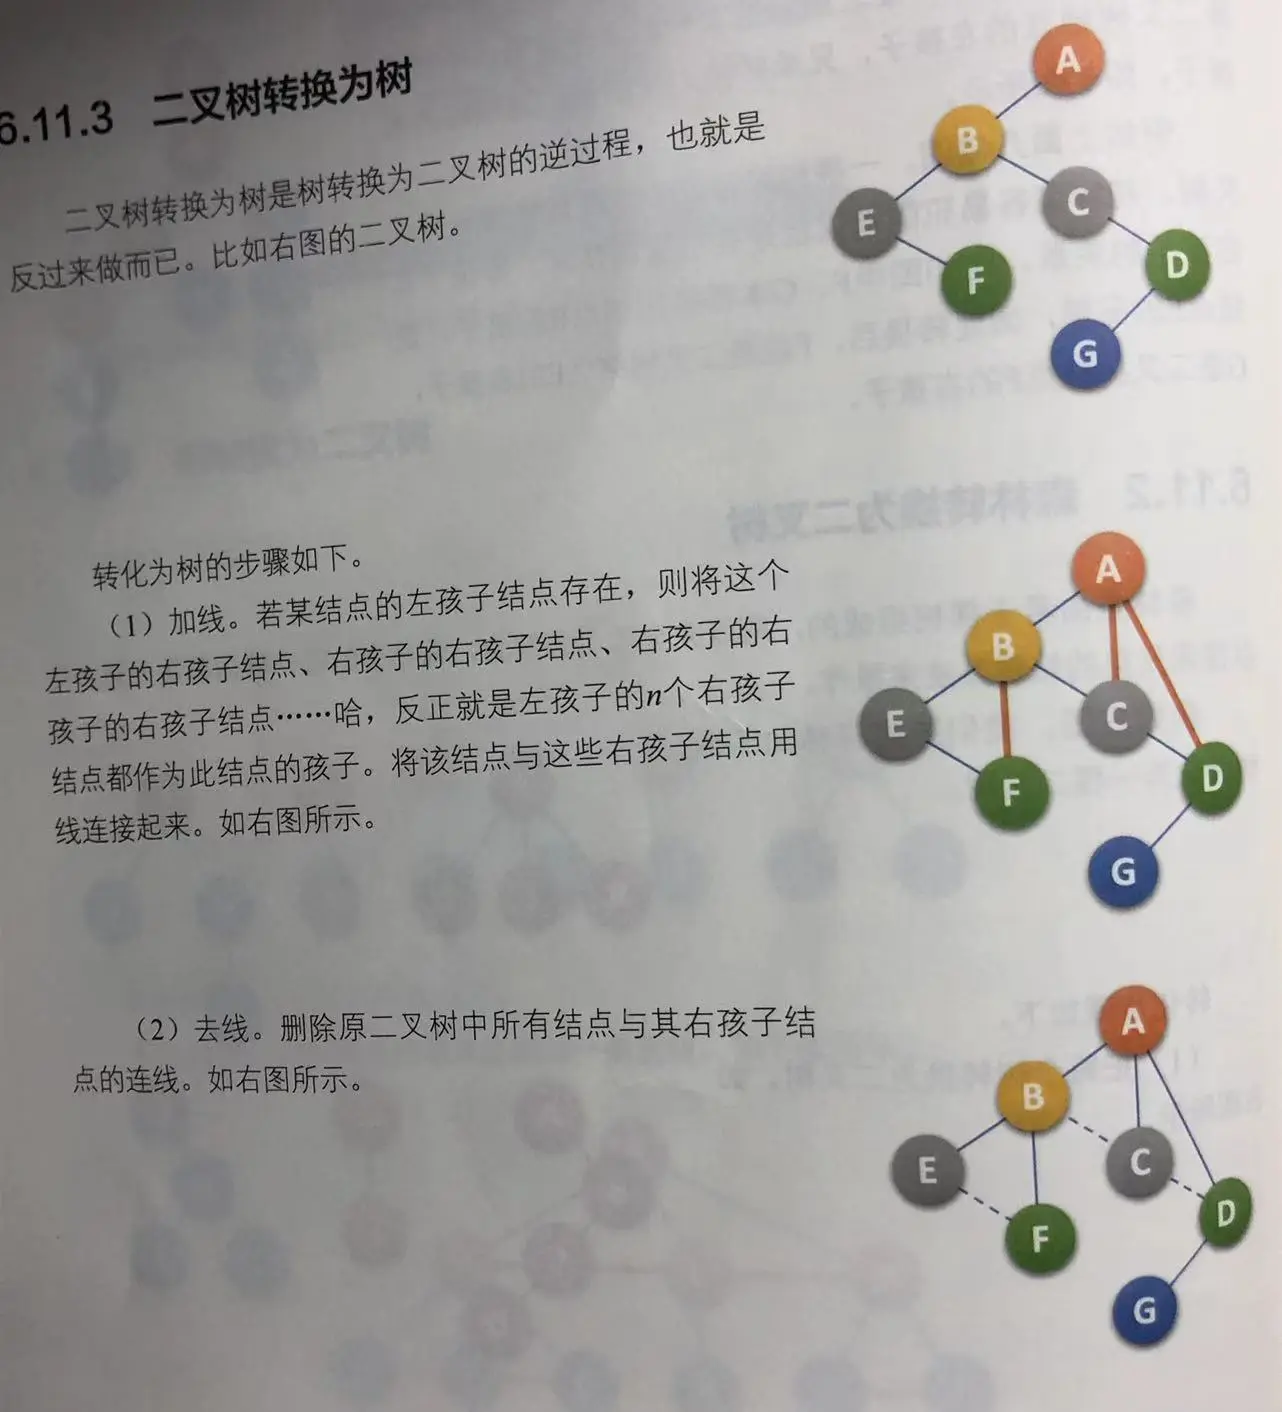 6.11.3 二叉树转换为树
二叉树转换为树是树转换为二叉树的逆过程，也就是
反过来做而已。比如右图的二叉树。
A
B
E
C
F
D
G
转化为树的步骤如下。
（1）加线。若某结点的左孩子结点存在，则将这个
左孩子的右孩子结点、右孩子的右孩子结点、右孩子的右
孩子的右孩子结点……哈，反正就是左孩子的n个右孩子
结点都作为此结点的孩子。将该结点与这些右孩子结点用
线连接起来。如右图所示。
A
B
E
C
F
D
G
（2）去线。删除原二叉树中所有结点与其右孩子结
点的连线。如右图所示。
A
B
E
C
F
D
G